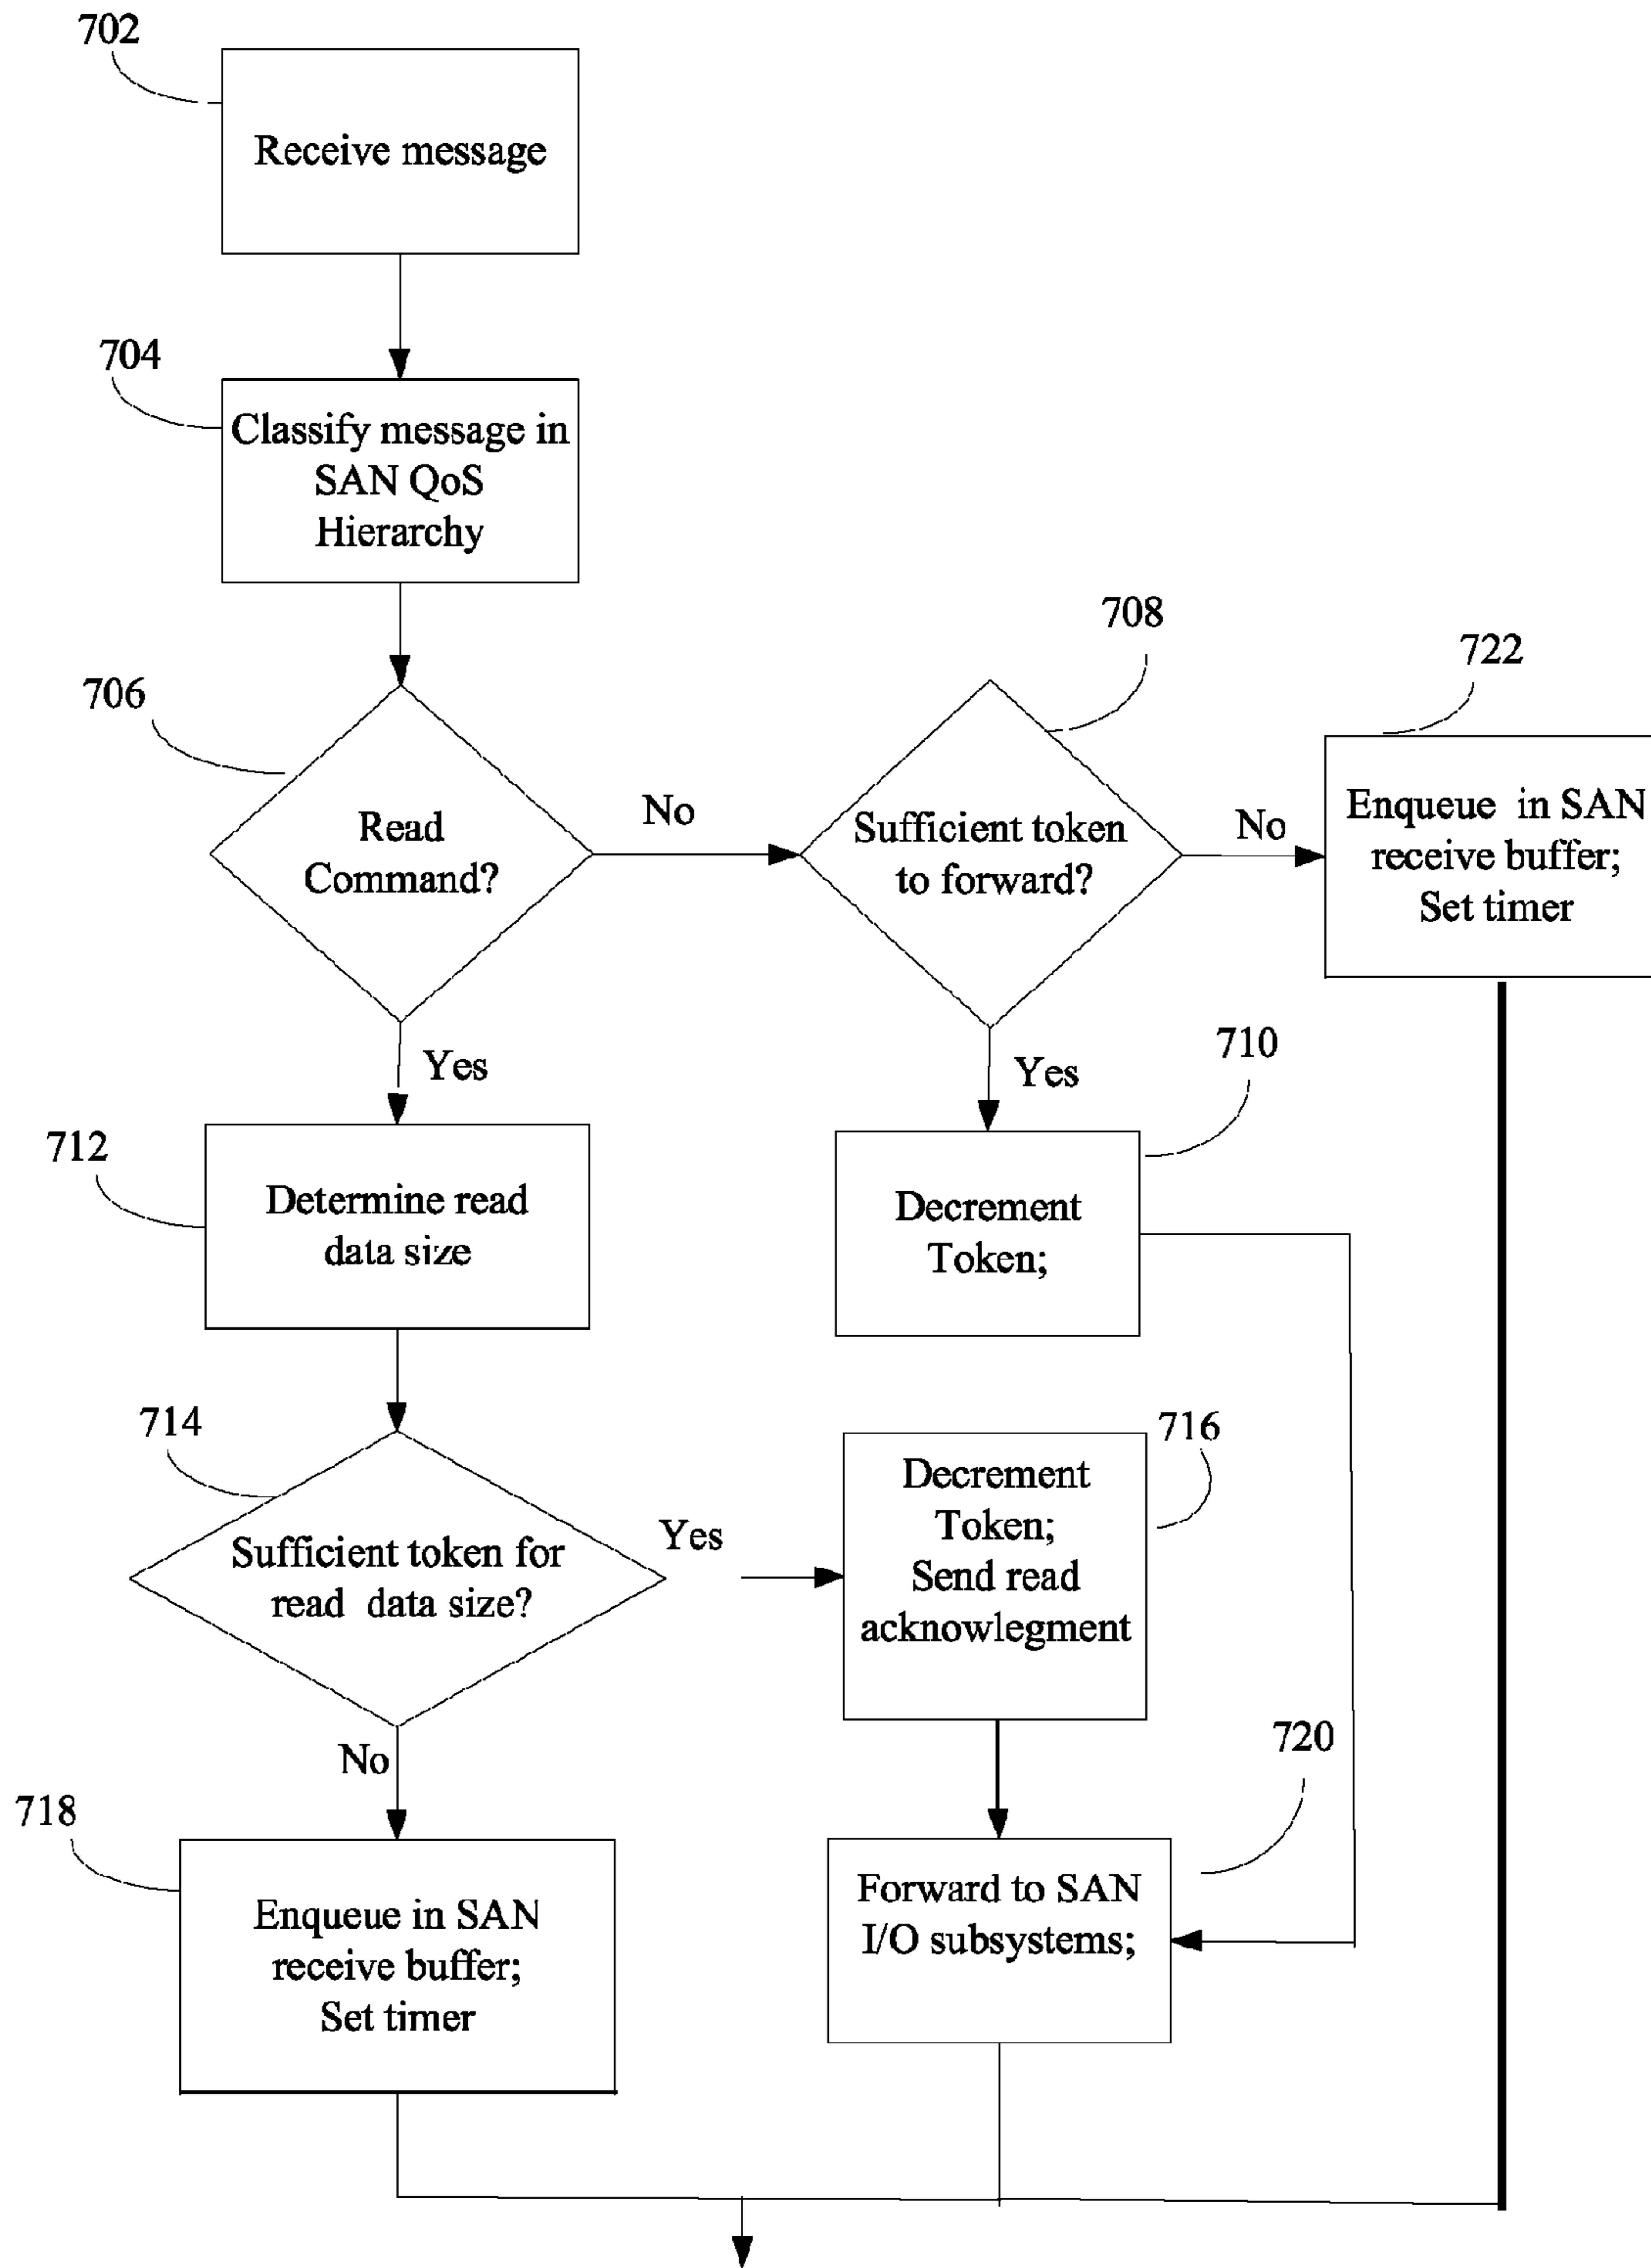 702
Receive message
704
Classify message in
SAN QoS
Hierarchy
706
Read
Command?
No
708
Sufficient token
to forward?
No
722
Enqueue in SAN
receive buffer;
Set timer
Yes
Yes
710
Decrement
Token;
712
Determine read
data size
714
Sufficient token for
read data size?
Yes
716
Decrement
Token;
Send read
acknowlegment
No
718
Enqueue in SAN
receive buffer;
Set timer
720
Forward to SAN
I/O subsystems;